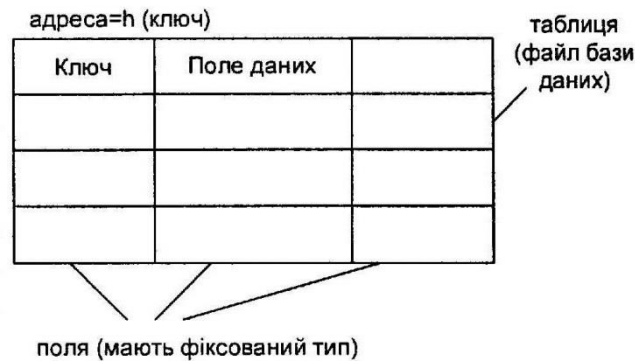 адреса=h (ключ)
таблиця
(файл бази
даних)
Ключ
Поле даних
поля (мають фіксований тип)